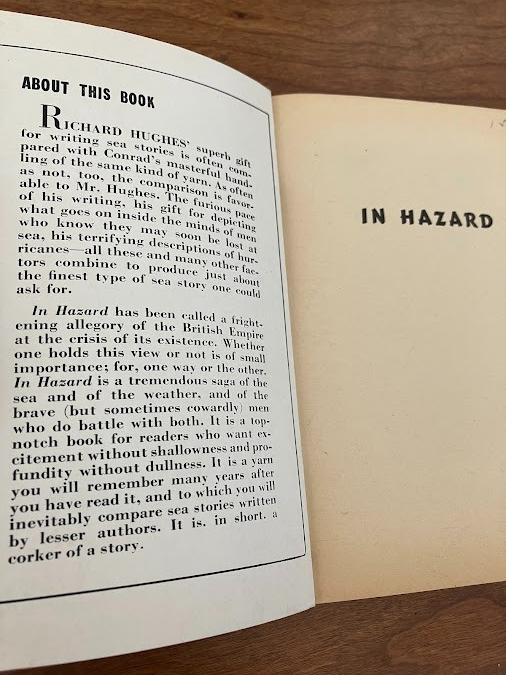 ABOUT THIS BOOK
RICHARD HUGHES' superb gift
for writing sea stories is often com-
pared with Conrad's masterful hand-
ling of the same kind of yarn. As often
as not, too, the comparison is favor-
able to Mr. Hughes. The furious pace
of his writing, his gift for depicting
what goes on inside the minds of men
who know they may soon be lost at
sea, his terrifying descriptions of hur-
ricanes—all these and many other fac-
tors combine to produce just about
the finest type of sea story one could
ask for.
In Hazard has been called a fright-
ening allegory of the British Empire
at the crisis of its existence. Whether
one holds this view or not is of small
importance; for, one way or the other,
In Hazard is a tremendous saga of the
sea and of the weather, and of the
brave (but sometimes cowardly) men
who do battle with both. It is a top-
notch book for readers who want ex-
citement without shallowness and pro-
fundity without dullness. It is a yarn
you will remember many years after
you have read it, and to which you will
inevitably compare sea stories written
by lesser authors. It is, in short, a
corker of a story.
IN HAZARD